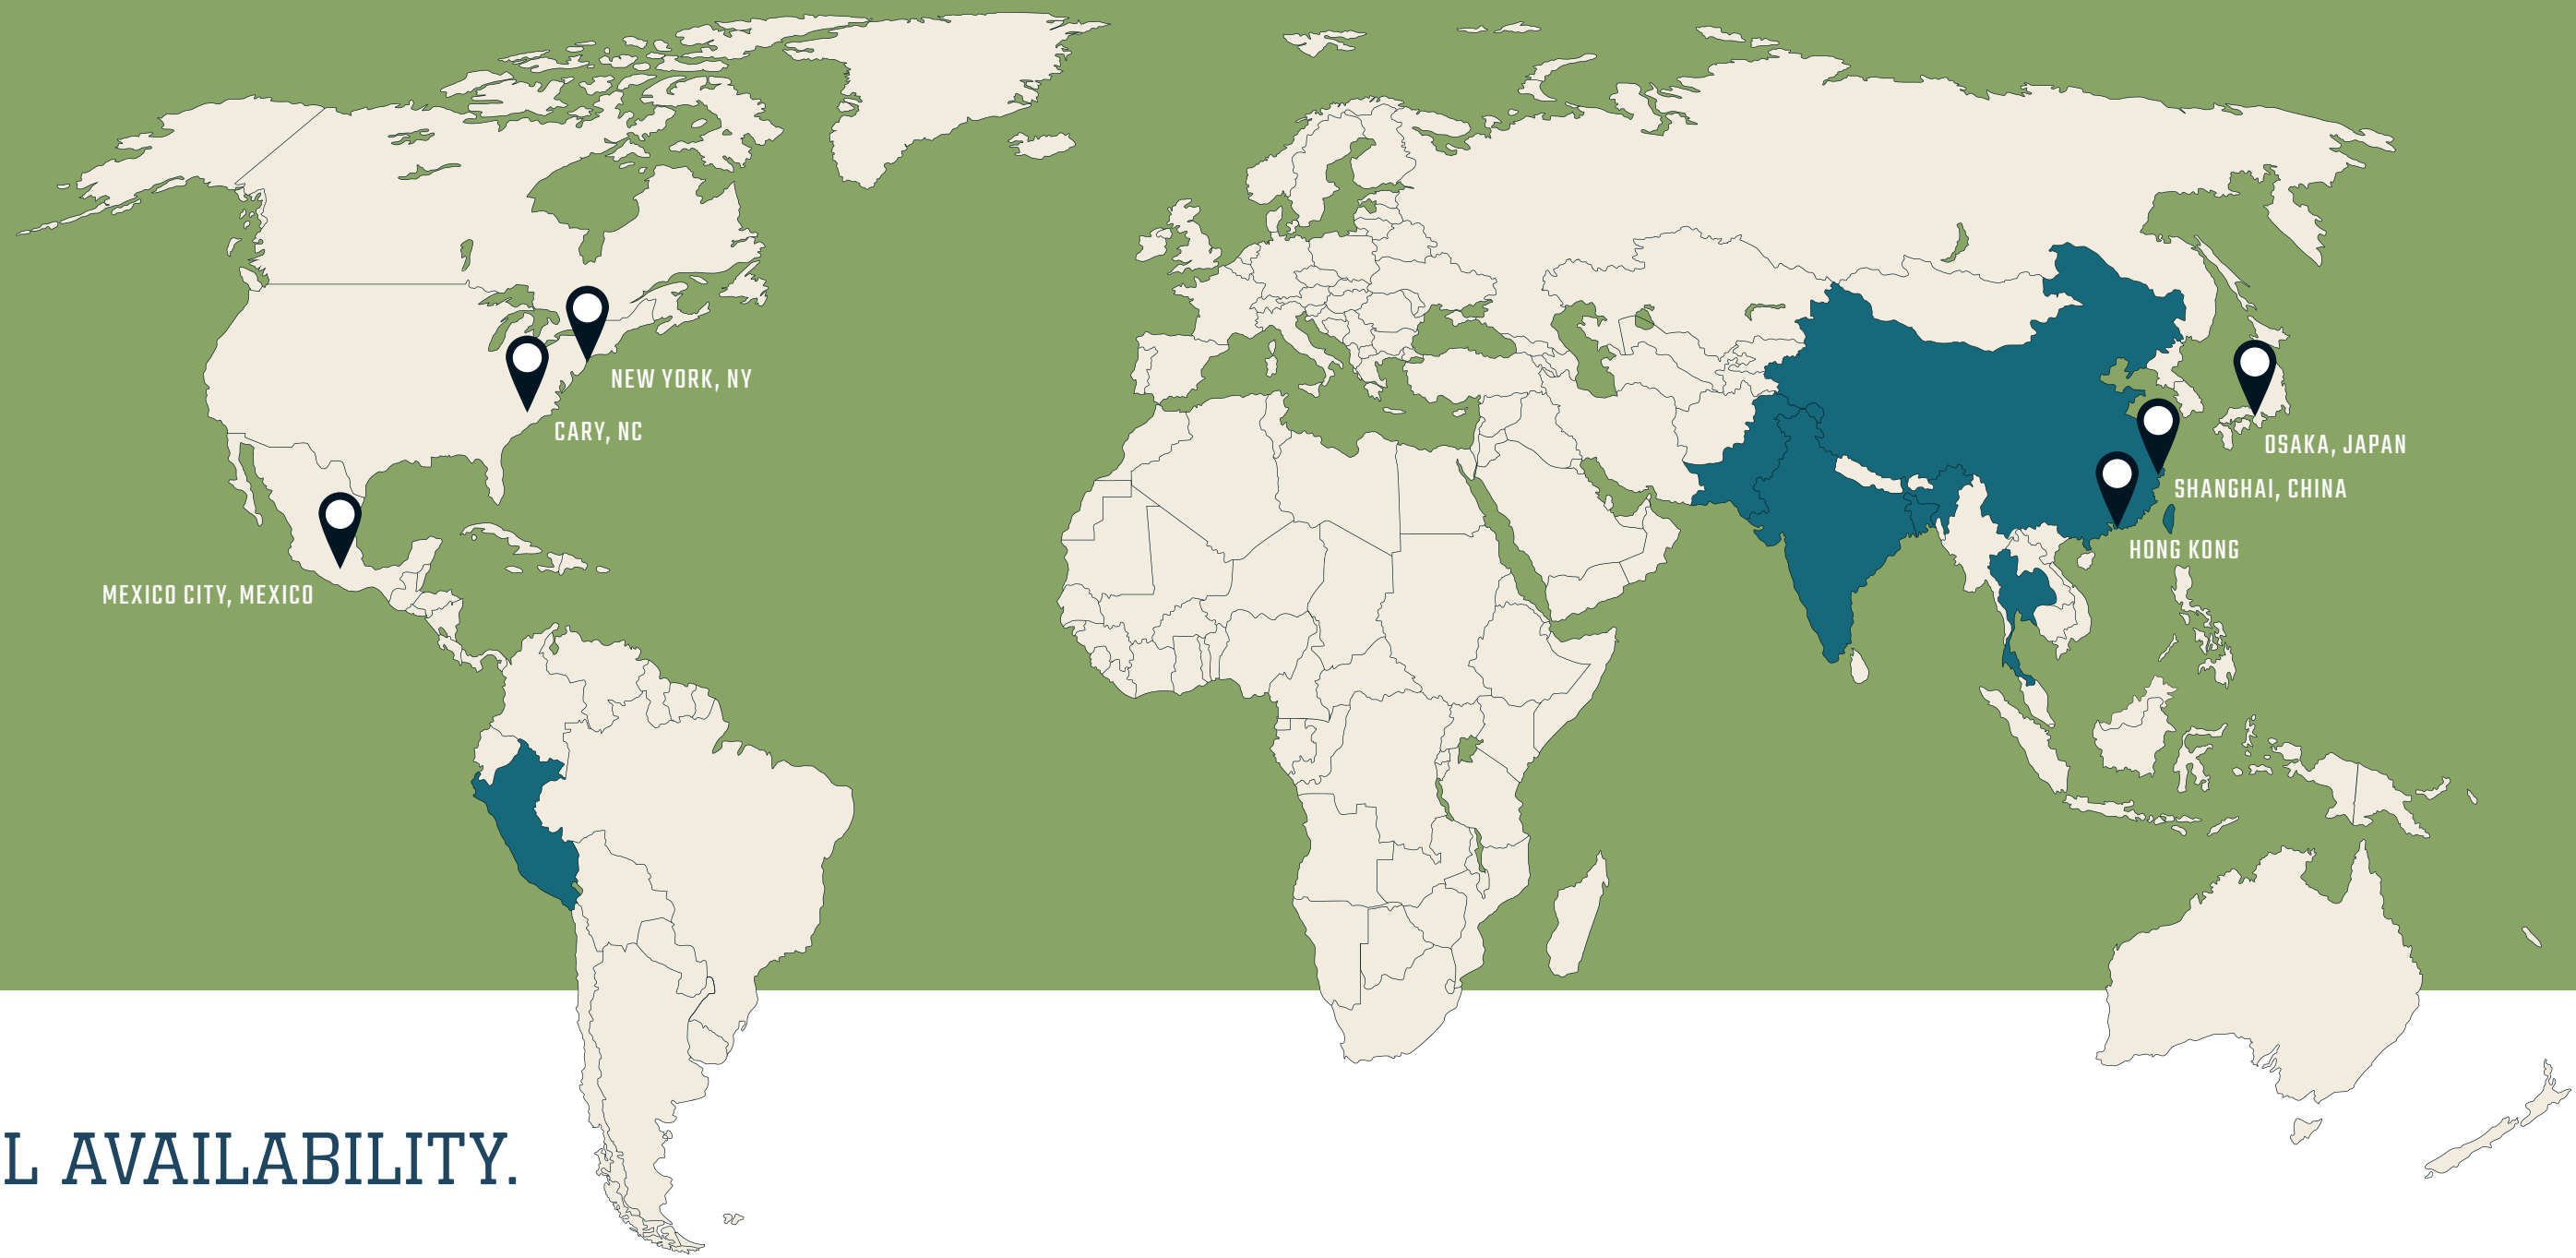 NEW YORK, NY
CARY, NC
MEXICO CITY, MEXICO
OSAKA, JAPAN
SHANGHAI, CHINA
HONG KONG
L AVAILABILITY.